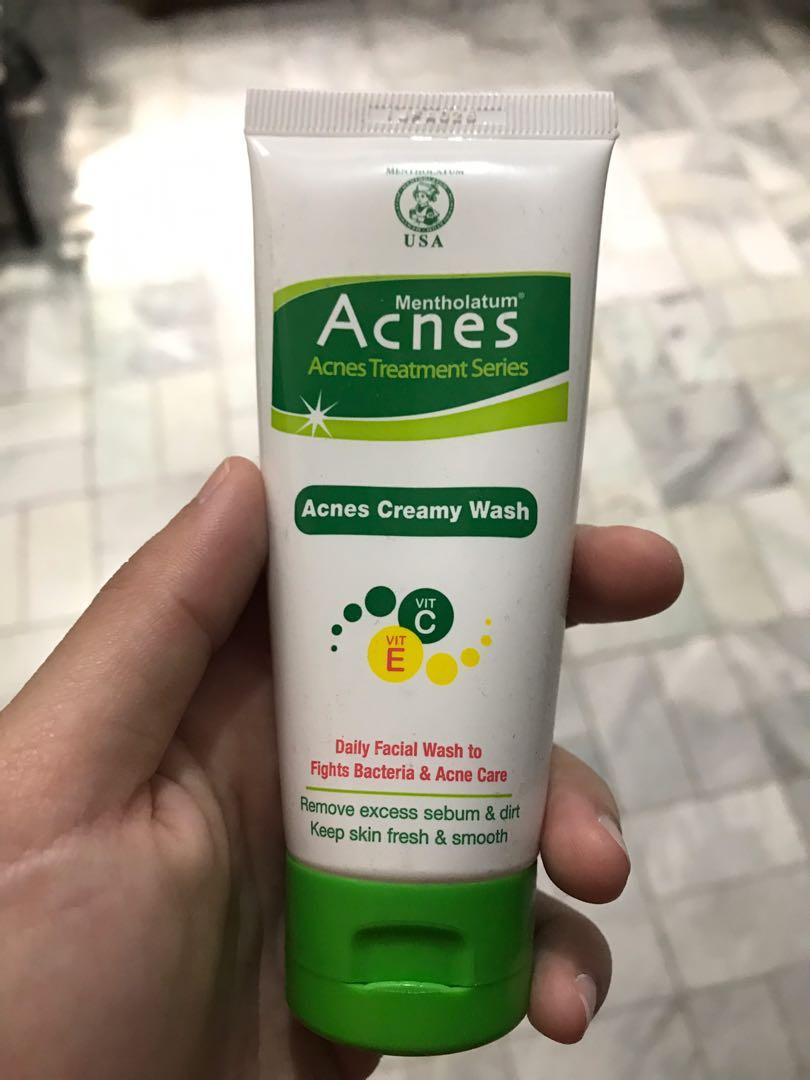 MENTHOLATUM
USA
Mentholatum®
Acnes
Acnes Treatment Series
Acnes Creamy Wash
VIT
C
VIT
E
Daily Facial Wash to
Fights Bacteria & Acne Care
Remove excess sebum & dirt
Keep skin fresh & smooth